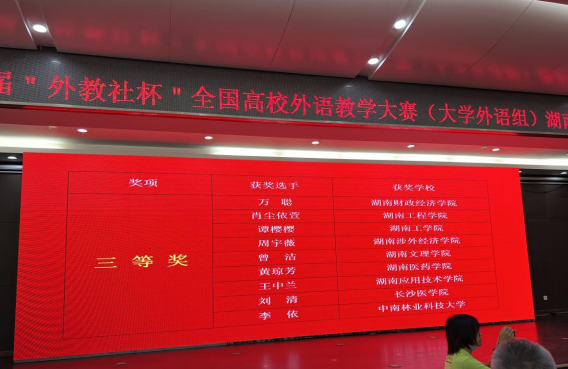 届＂外教社杯＂全国高校外语教学大赛（大学外语组）湖南
奖项 获奖选手 获奖学校
三等奖
万 聪 湖南财政经济学院
肖尘依萱 湖南工程学院
谭樱樱 湖南工学院
周宇薇 湖南涉外经济学院
曾 洁 湖南文理学院
黄琼芳 湖南医药学院
王中兰 湖南应用技术学院
刘 清 长沙医学院
李 依 中南林业科技大学